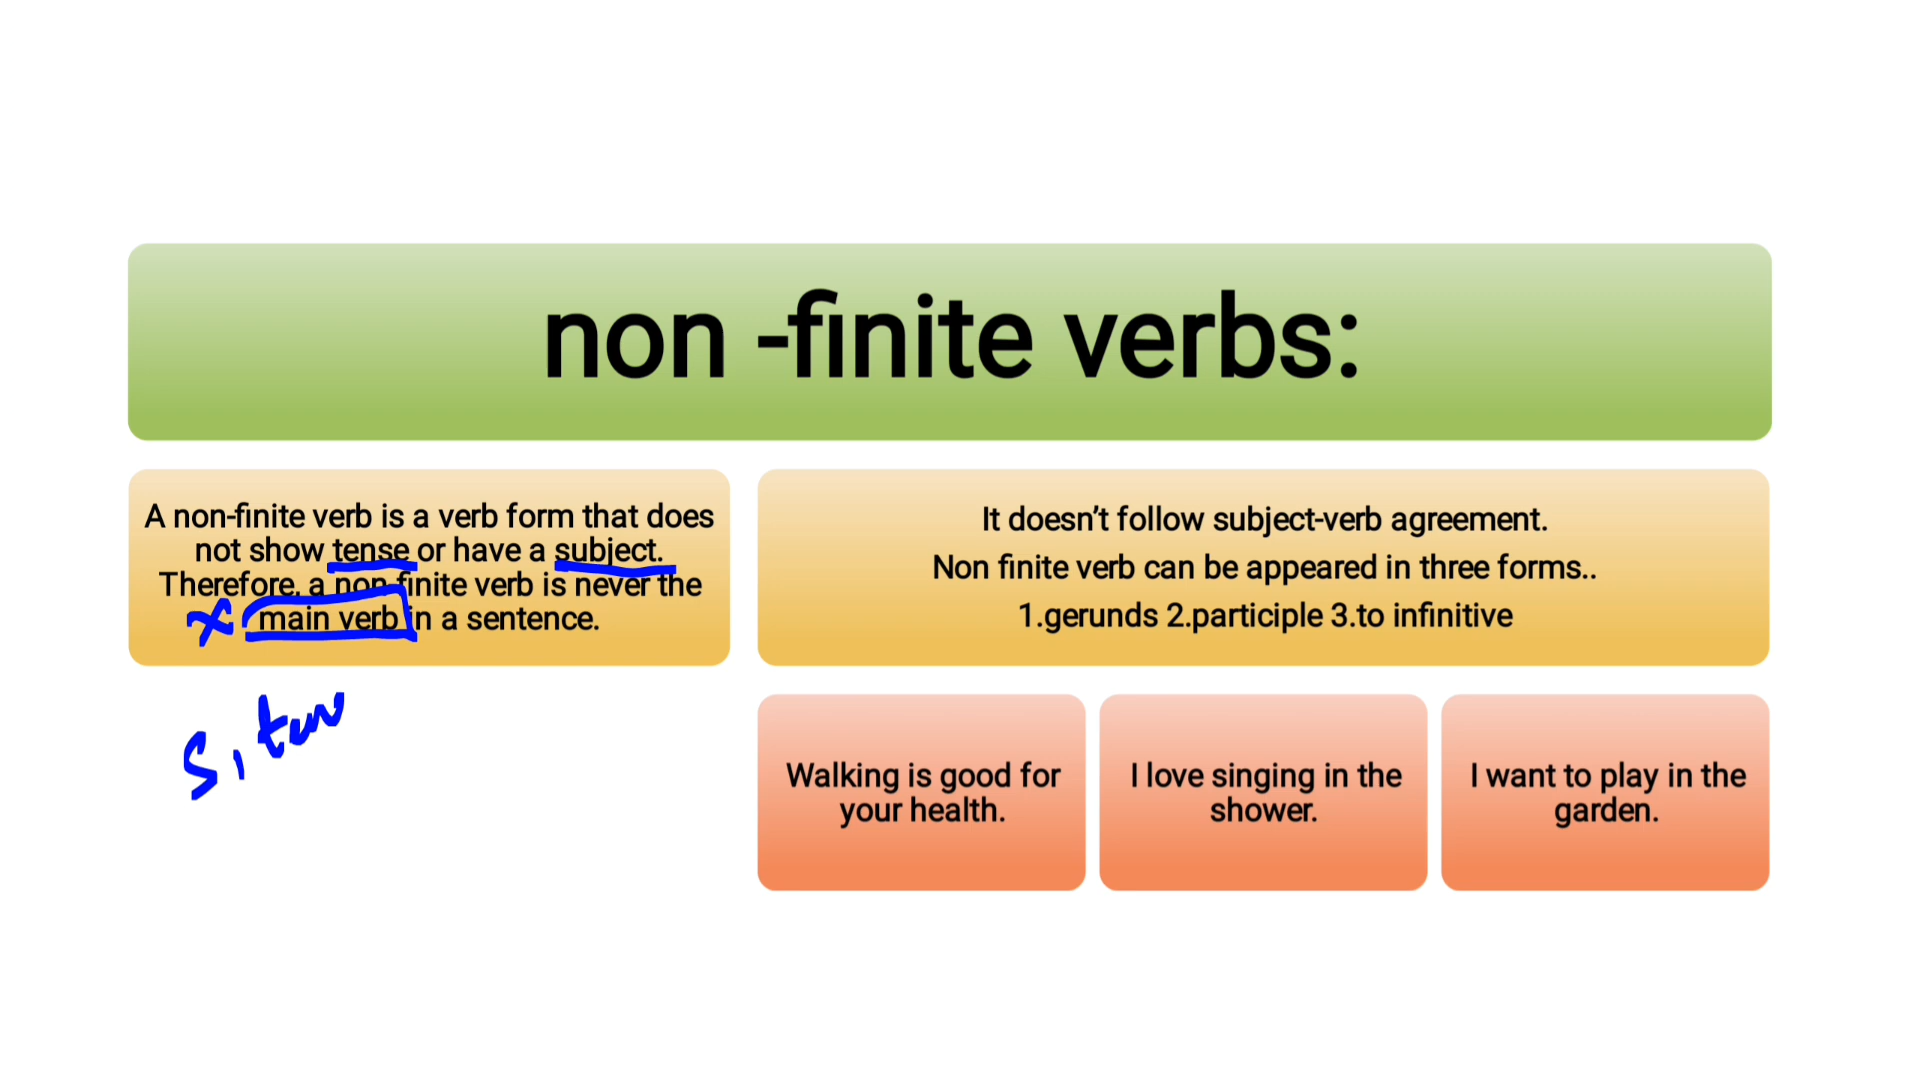 non -finite verbs:
A non-finite verb is a verb form that does
not show tense or have a subject.
Therefore, a non-finite verb is never the
main verb in a sentence.
It doesn't follow subject-verb agreement.
Non finite verb can be appeared in three forms..
1.gerunds 2.participle 3.to infinitive
Walking is good for
your health.
I love singing in the
shower.
I want to play in the
garden.